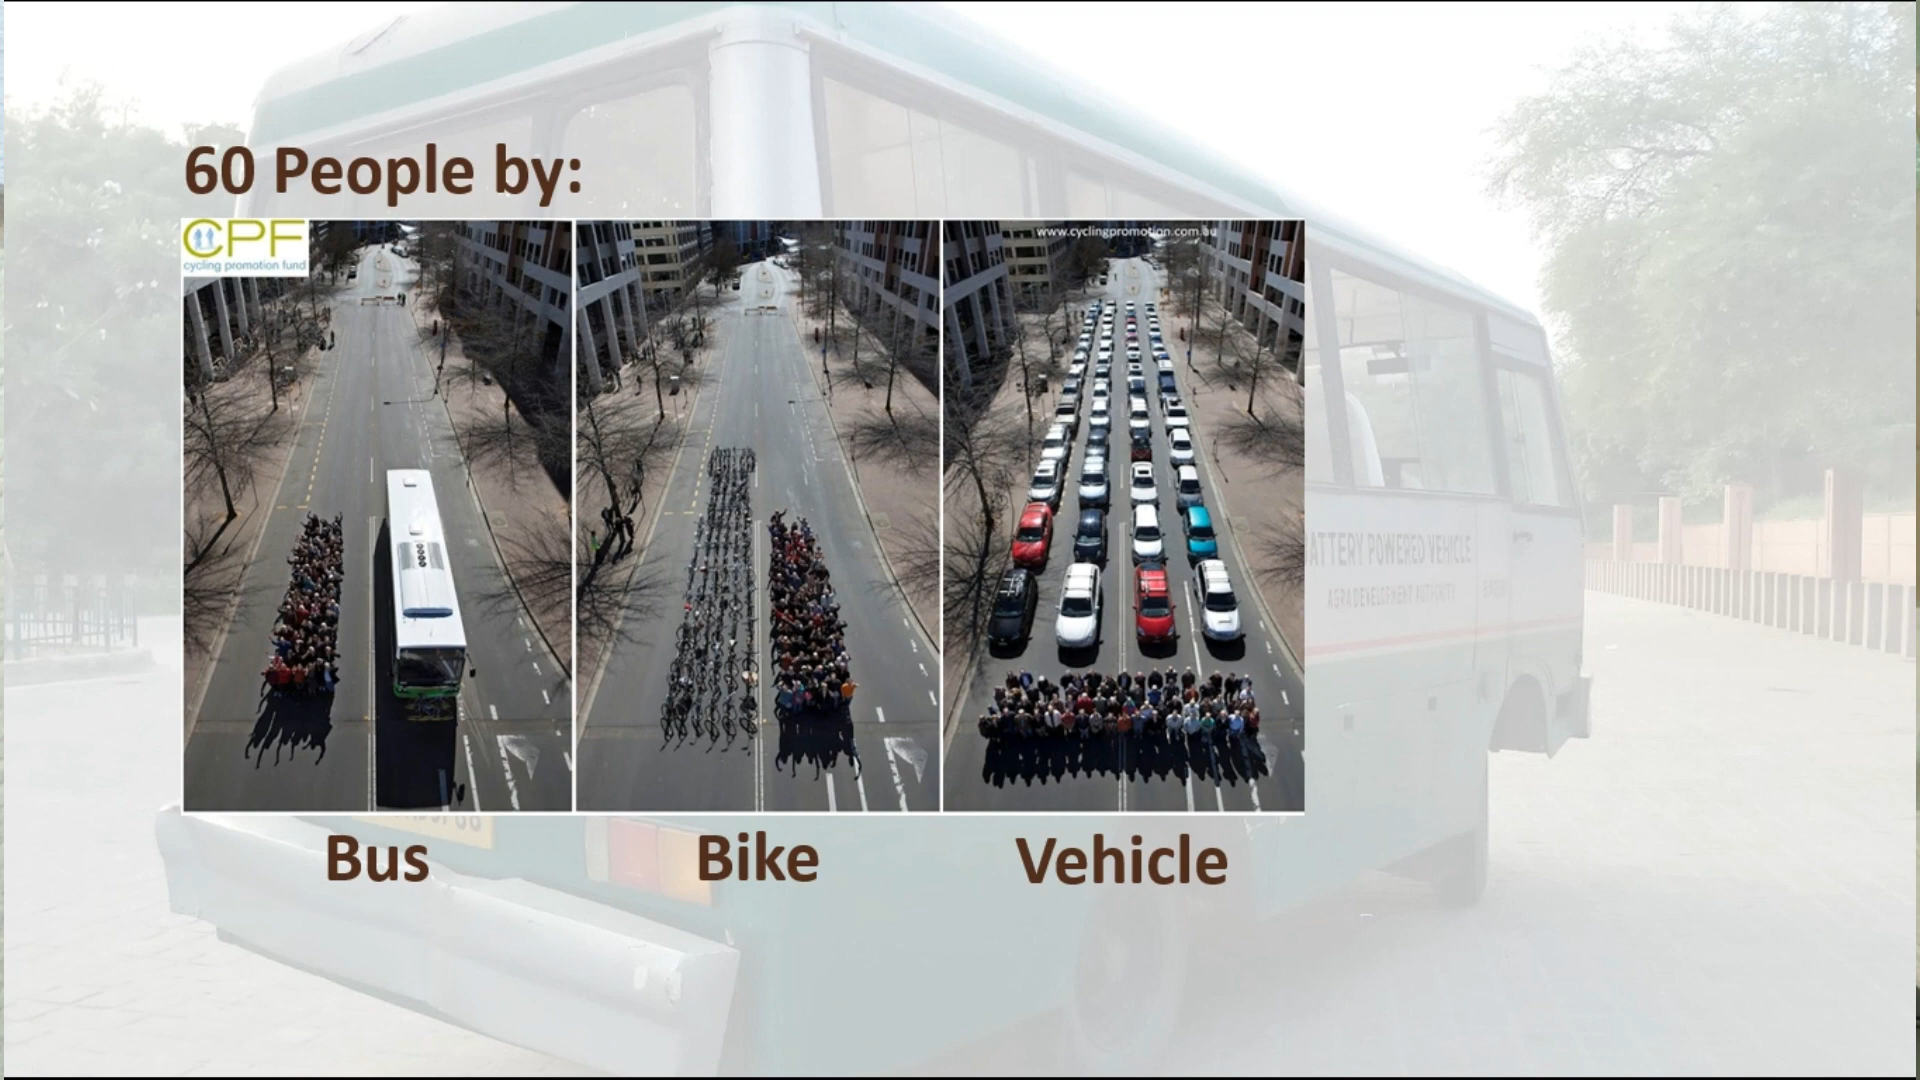 60 People by:
CPF
cycling promotion fund
www.cyclingpromotion.com.au
BATTERY POWERED VEHICLE
AGRA DEVELOPMENT AUTHORITY
Bus
Bike
Vehicle